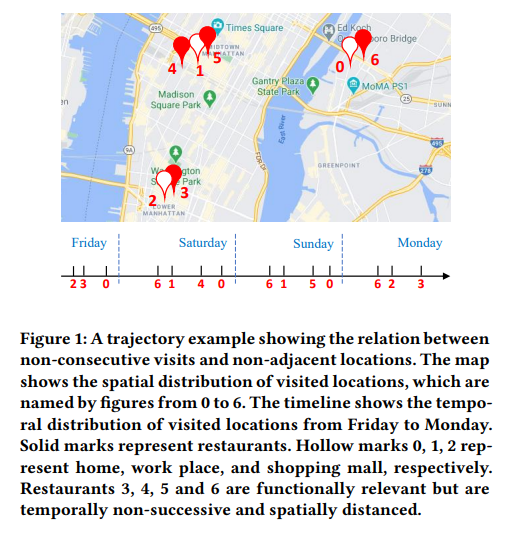 495
Times Square
MIDTOWN
MANHATTAN
4
1
5
Ed Koch
Bridge
0
6
Gantry Plaza
State Park
MoMA PS1
Madison
Square Park
25
SUNN
en
East River
495
278
9A
FDR Dr
GREENPOINT
Park
2
3
LOWER
MANHATTAN
Friday Saturday Sunday Monday
2 3 0 6 1 4 0 6 1 5 0 6 2 3
Figure 1: A trajectory example showing the relation between
non-consecutive visits and non-adjacent locations. The map
shows the spatial distribution of visited locations, which are
named by figures from 0 to 6. The timeline shows the tempo-
ral distribution of visited locations from Friday to Monday.
Solid marks represent restaurants. Hollow marks 0, 1, 2 rep-
resent home, work place, and shopping mall, respectively.
Restaurants 3, 4, 5 and 6 are functionally relevant but are
temporally non-successive and spatially distanced.